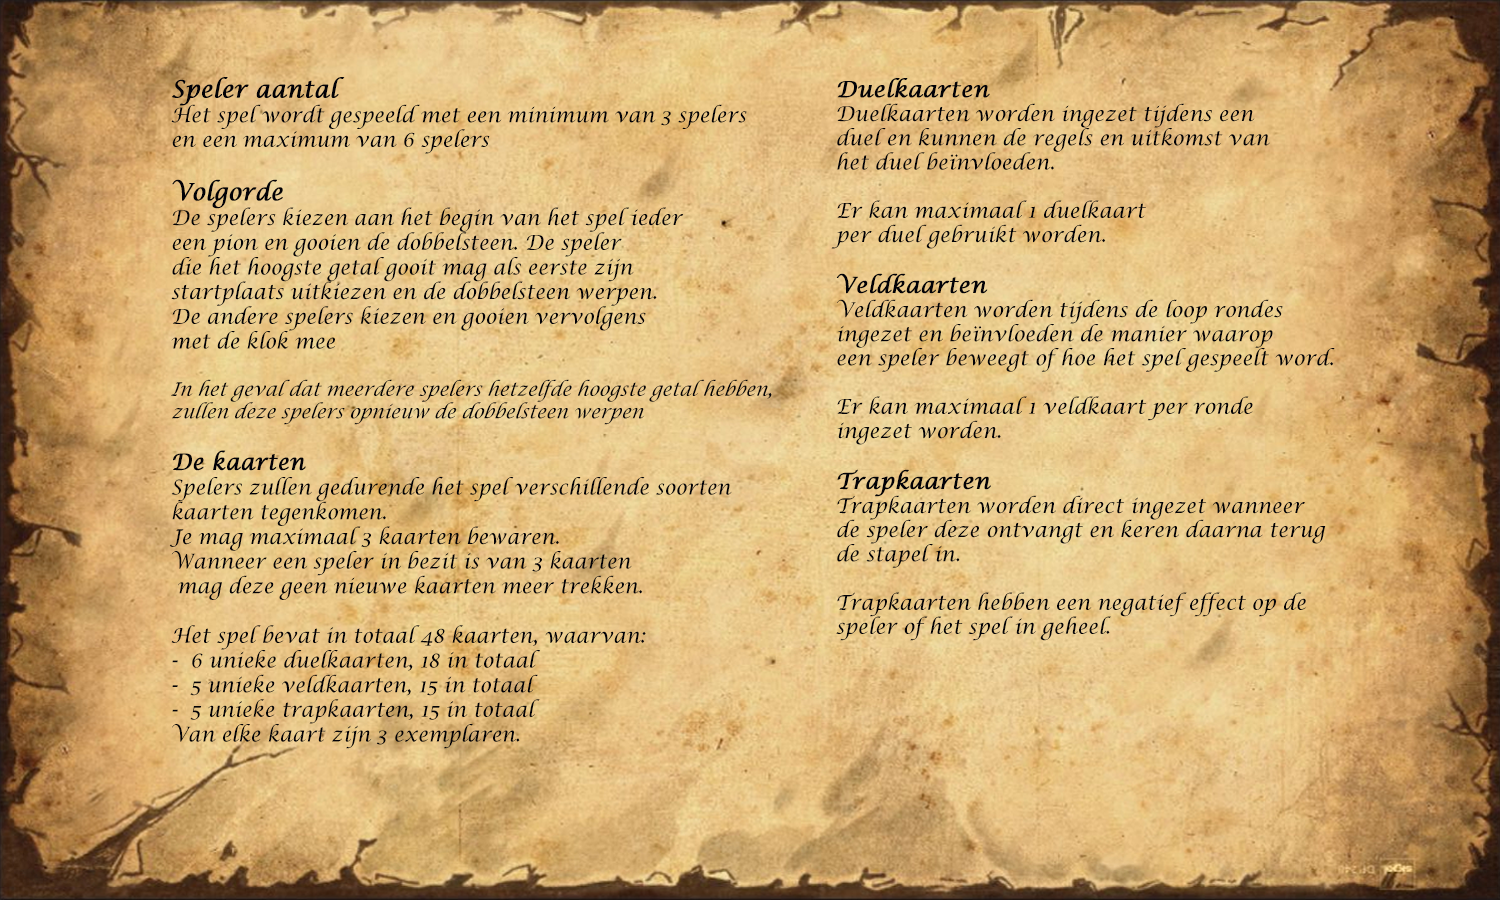 Speler aantal
Het spel wordt gespeeld met een minimum van 3 spelers
en een maximum van 6 spelers
Volgorde
De spelers kiezen aan het begin van het spel ieder
een pion en gooien de dobbelsteen. De speler
die het hoogste getal gooit mag als eerste zijn
startplaats uitkiezen en de dobbelsteen werpen.
De andere spelers kiezen en gooien vervolgens
met de klok mee
In het geval dat meerdere spelers hetzelfde hoogste getal hebben,
zullen deze spelers opnieuw de dobbelsteen werpen
De kaarten
Spelers zullen gedurende het spel verschillende soorten
kaarten tegenkomen.
Je mag maximaal 3 kaarten bewaren.
Wanneer een speler in bezit is van 3 kaarten
mag deze geen nieuwe kaarten meer trekken.
Het spel bevat in totaal 48 kaarten, waarvan:
- 6 unieke duelkaarten, 18 in totaal
- 5 unieke veldkaarten, 15 in totaal
- 5 unieke trapkaarten, 15 in totaal
Van elke kaart zijn 3 exemplaren.
Duelkaarten
Duelkaarten worden ingezet tijdens een
duel en kunnen de regels en uitkomst van
het duel beïnvloeden.
Er kan maximaal 1 duelkaart
per duel gebruikt worden.
Veldkaarten
Veldkaarten worden tijdens de loop rondes
ingezet en beïnvloeden de manier waarop
een speler beweegt of hoe het spel gespeelt word.
Er kan maximaal 1 veldkaart per ronde
ingezet worden.
Trapkaarten
Trapkaarten worden direct ingezet wanneer
de speler deze ontvangt en keren daarna terug
de stapel in.
Trapkaarten hebben een negatief effect op de
speler of het spel in geheel.